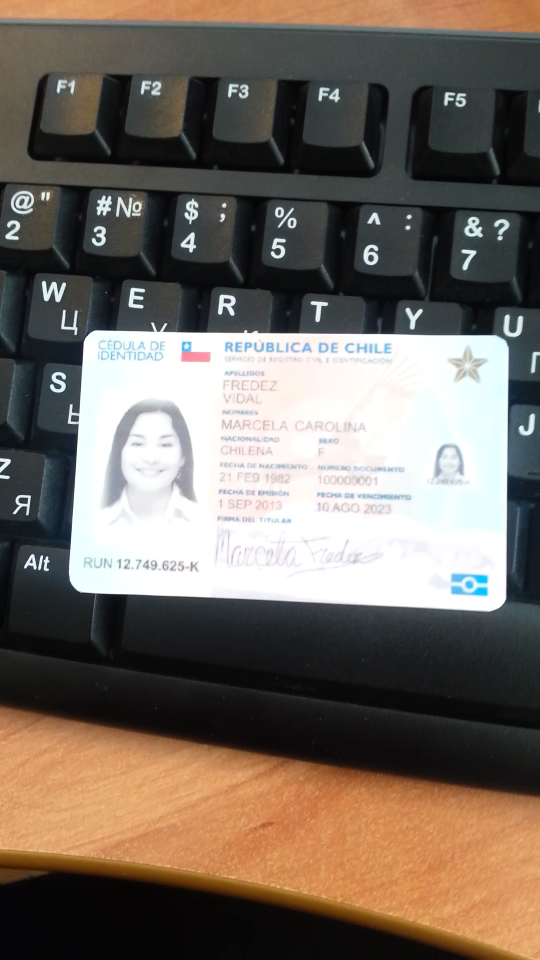 F1 F2 F3 F4 F5
@ " # № $ ; % ^ : & ?
2 3 4 5 6 7
W E R T Y U
Ц
CÉDULA DE
IDENTIDAD
REPÚBLICA DE CHILE
SERVICIO DE REGISTRO CIVIL E IDENTIFICACIÓN
APELLIDOS
FREDEZ
VIDAL
NOMBRES
MARCELA CAROLINA
NACIONALIDAD SEXO
CHILENA F
FECHA DE NACIMIENTO NÚMERO DOCUMENTO
21 FEB 1982 100000001
FECHA DE EMISIÓN FECHA DE VENCIMIENTO
1 SEP 2013 10 AGO 2023
FIRMA DEL TITULAR
Marcela Fredez
RUN 12.749.625-K
S
J
Z
Я
Alt